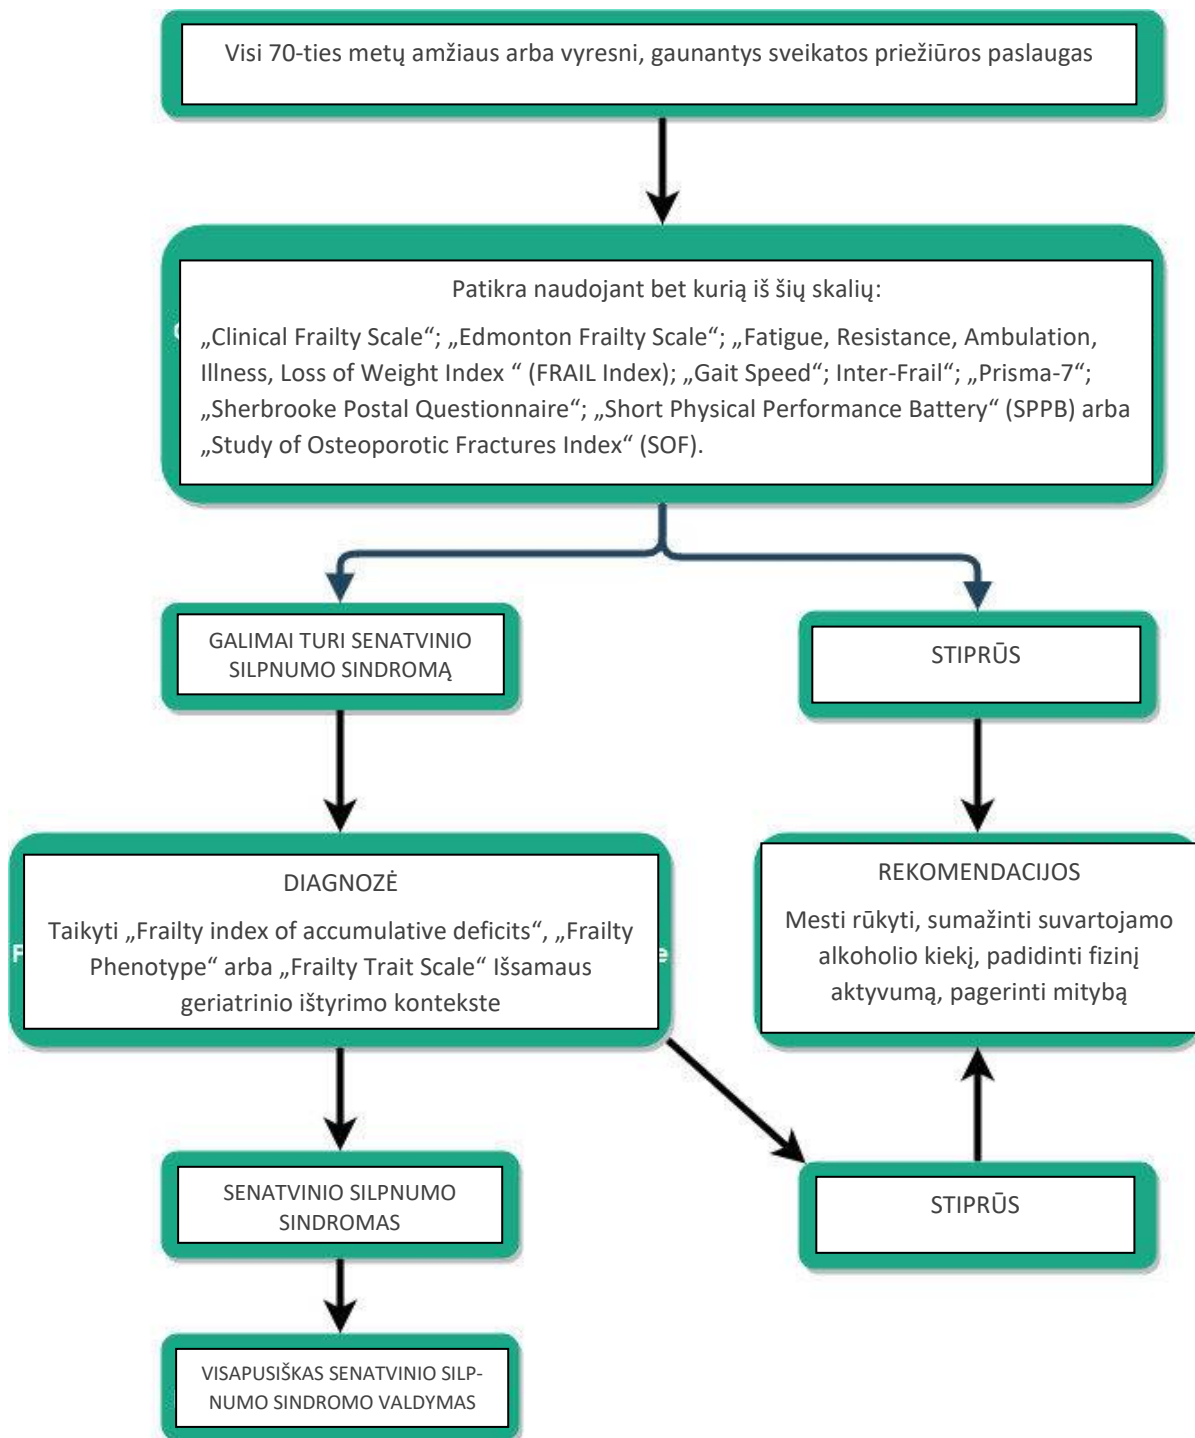 Visi 70-ties metų amžiaus arba vyresni, gaunantys sveikatos priežiūros paslaugas
Patikra naudojant bet kurią iš šių skalių:
„Clinical Frailty Scale“; „Edmonton Frailty Scale“; „Fatigue, Resistance, Ambulation,
Illness, Loss of Weight Index “ (FRAIL Index); „Gait Speed“; Inter-Frail“; „Prisma-7“;
„Sherbrooke Postal Questionnaire“; „Short Physical Performance Battery“ (SPPB) arba
„Study of Osteoporotic Fractures Index“ (SOF).
GALIMAI TURI SENATVINIO
SILPNUMO SINDROMĄ
STIPRŪS
DIAGNOZĖ
Taikyti „Frailty index of accumulative deficits“, „Frailty
Phenotype“ arba „Frailty Trait Scale“ Išsamaus
geriatrinio ištyrimo kontekste
REKOMENDACIJOS
Mesti rūkyti, sumažinti suvartojamo
alkoholio kiekį, padidinti fizinį
aktyvumą, pagerinti mitybą
SENATVINIO SILPNUMO
SINDROMAS
STIPRŪS
VISAPUSIŠKAS SENATVINIO SILP-
NUMO SINDROMO VALDYMAS